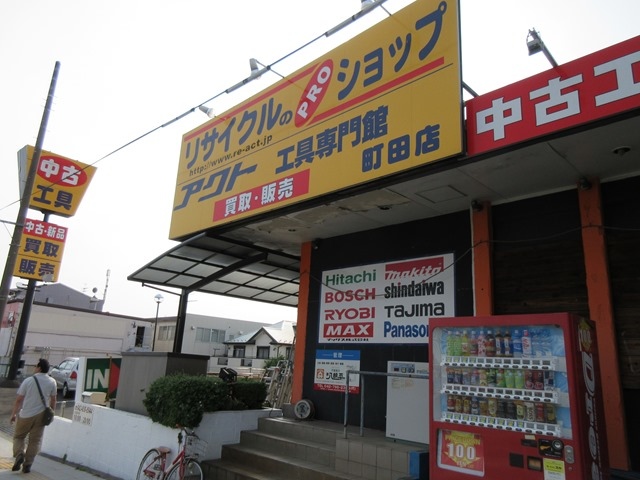 リサイクルの PRO ショップ
http://www.re-act.jp
アクト 工具専門館
買取・販売 町田店
中古工
中古
工具
中古・新品
買取
販売
Hitachi
makita
BOSCH
shindaiwa
RYOBI
TAJIMA
MAX
Panasonic
IN
100